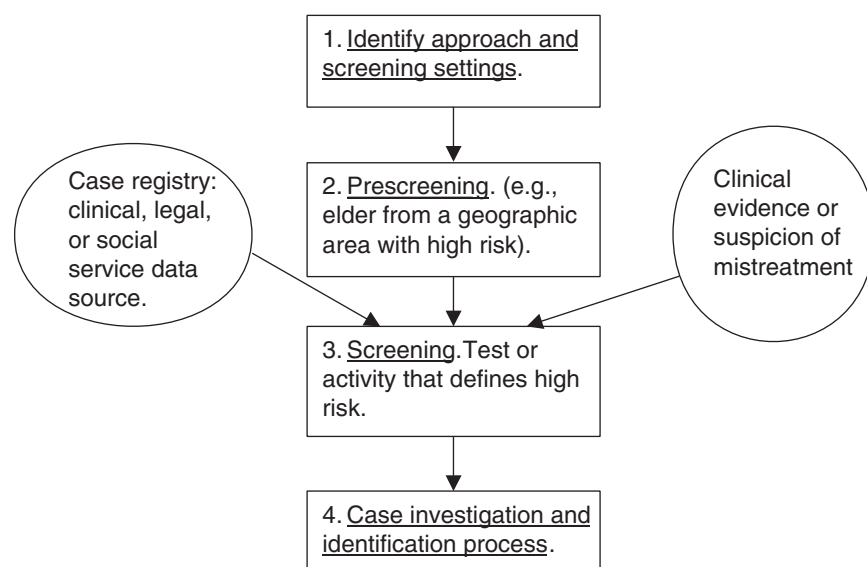 1. Identify approach and
screening settings.
Case registry:
clinical, legal,
or social
service data
source.
2. Prescreening. (e.g.,
elder from a geographic
area with high risk).
Clinical
evidence or
suspicion of
mistreatment
3. Screening.Test or
activity that defines high
risk.
4. Case investigation and
identification process.